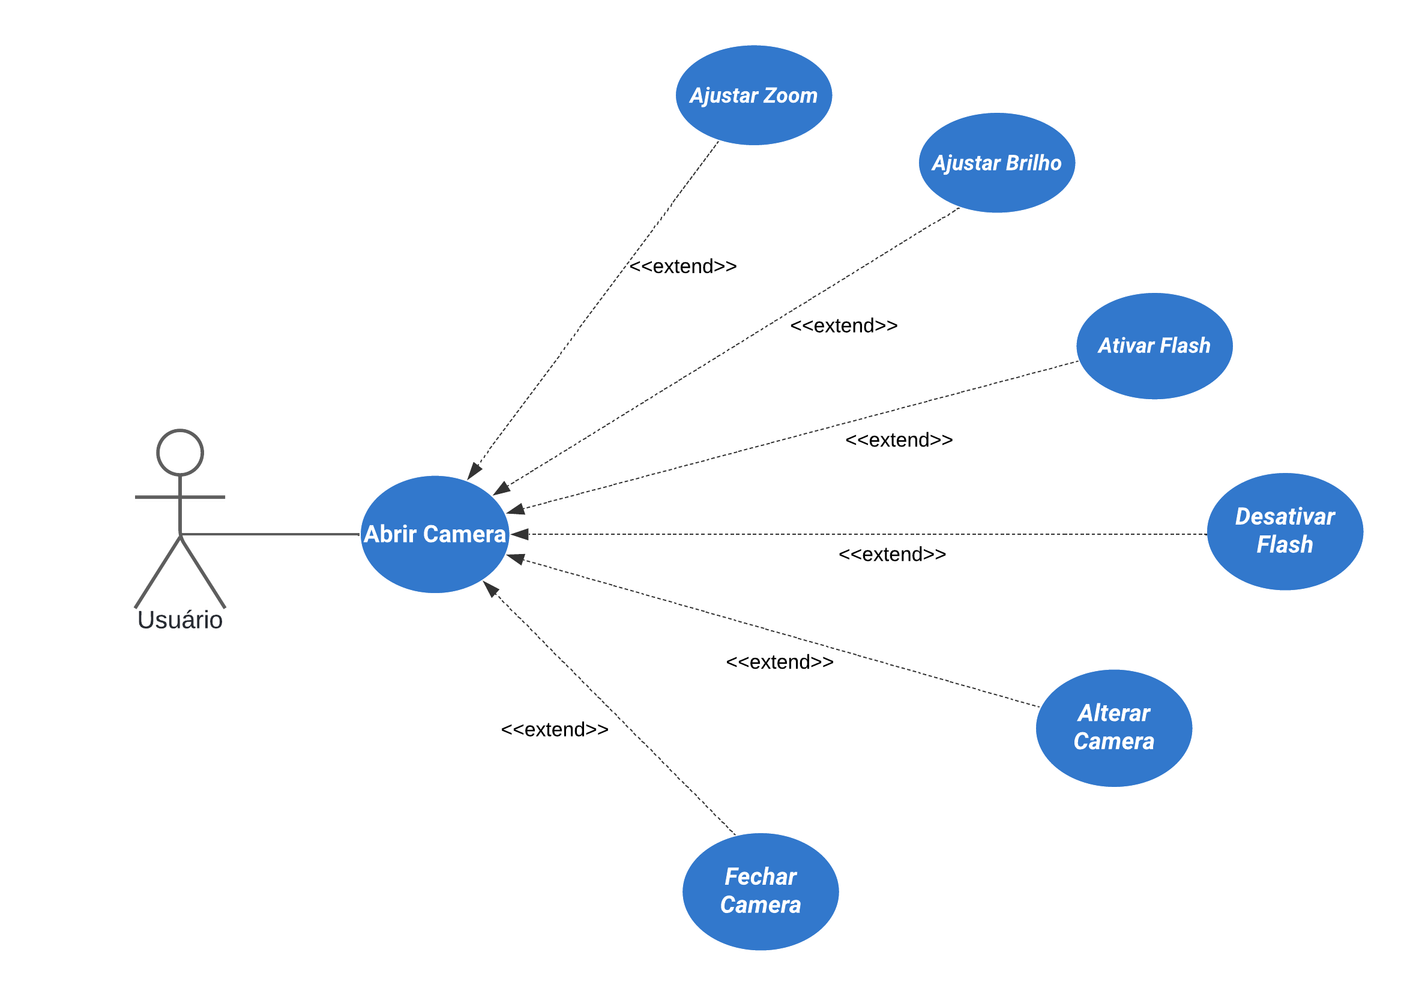 Ajustar Zoom
Ajustar Brilho
<<extend>>
<<extend>>
Ativar Flash
<<extend>>
Desativar
Flash
Abrir Camera
<<extend>>
Usuário
<<extend>>
Alterar
Camera
<<extend>>
Fechar
Camera